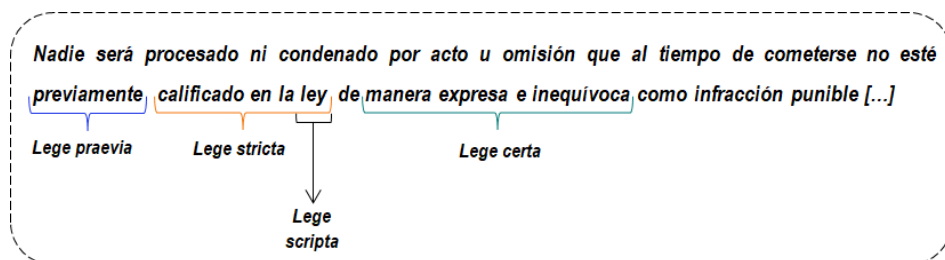 Nadie será procesado ni condenado por acto u omisión que al tiempo de cometerse no esté
previamente calificado en la ley de manera expresa e inequívoca como infracción punible [...]
Lege praevia Lege stricta Lege certa
Lege
scripta